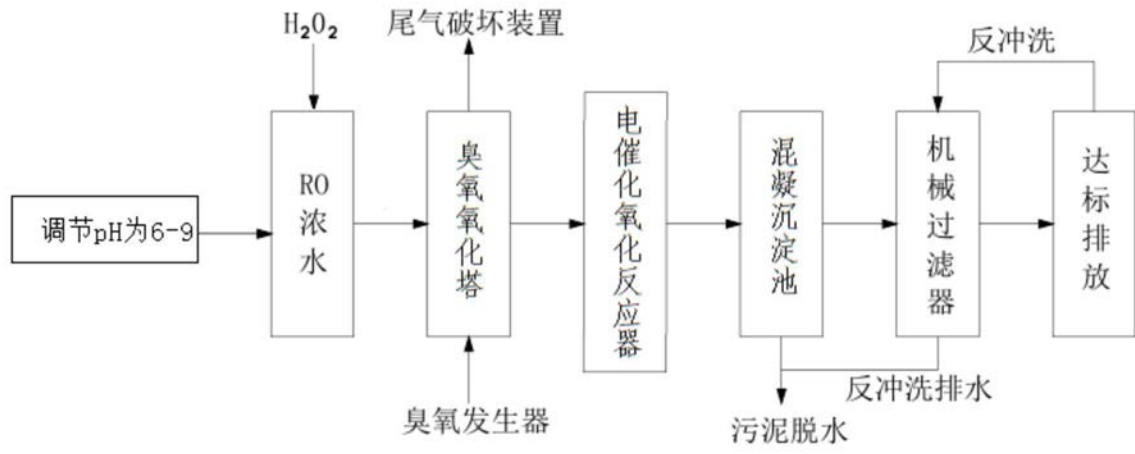 H₂O₂
尾气破坏装置
反冲洗
调节pH为6-9
RO浓水
臭氧氧化塔
电催化氧化反应器
混凝沉淀池
机械过滤器
达标排放
臭氧发生器
污泥脱水
反冲洗排水